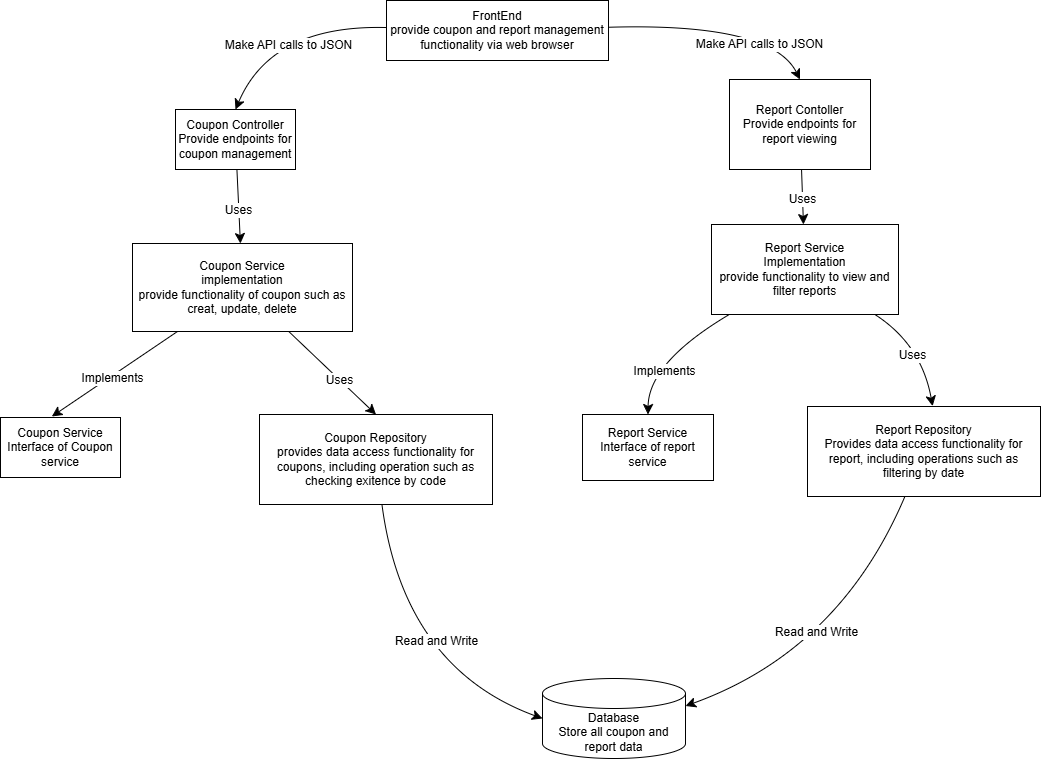 FrontEnd
provide coupon and report management
functionality via web browser
Make API calls to JSON
Make API calls to JSON
Coupon Controller
Provide endpoints for
coupon management
Report Contoller
Provide endpoints for
report viewing
Uses
Uses
Coupon Service
implementation
provide functionality of coupon such as
creat, update, delete
Report Service
Implementation
provide functionality to view and
filter reports
Implements
Uses
Implements
Uses
Coupon Service
Interface of Coupon
service
Coupon Repository
provides data access functionality for
coupons, including operation such as
checking exitence by code
Report Service
Interface of report
service
Report Repository
Provides data access functionality for
report, including operations such as
filtering by date
Read and Write
Read and Write
Database
Store all coupon and
report data